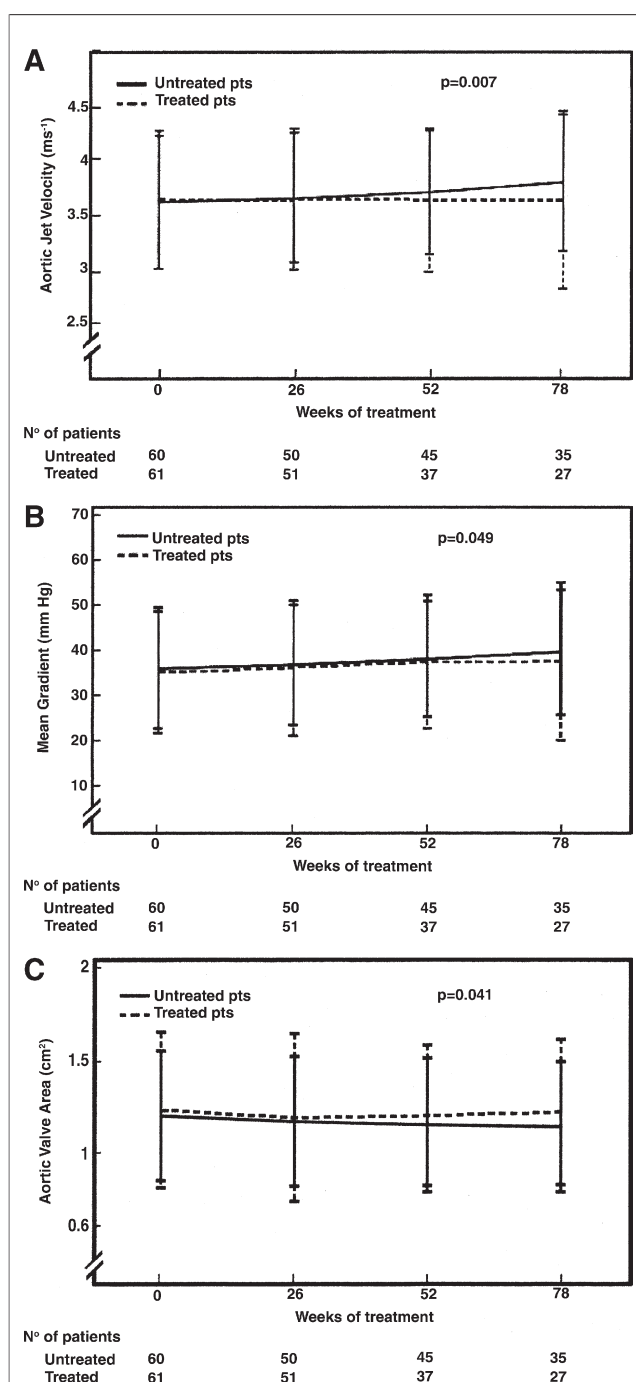 A
Untreated pts
Treated pts
p=0.007
4.5
4
3.5
3
2.5
Aortic Jet Velocity (ms⁻¹)
0 26 52 78
Weeks of treatment
Nº of patients
Untreated 60 50 45 35
Treated 61 51 37 27
B
Untreated pts
Treated pts
p=0.049
70
60
50
40
30
20
10
Mean Gradient (mm Hg)
0 26 52 78
Weeks of treatment
Nº of patients
Untreated 60 50 45 35
Treated 61 51 37 27
C
Untreated pts
Treated pts
p=0.041
2
1.5
1
0.6
Aortic Valve Area (cm²)
0 26 52 78
Weeks of treatment
Nº of patients
Untreated 60 50 45 35
Treated 61 51 37 27